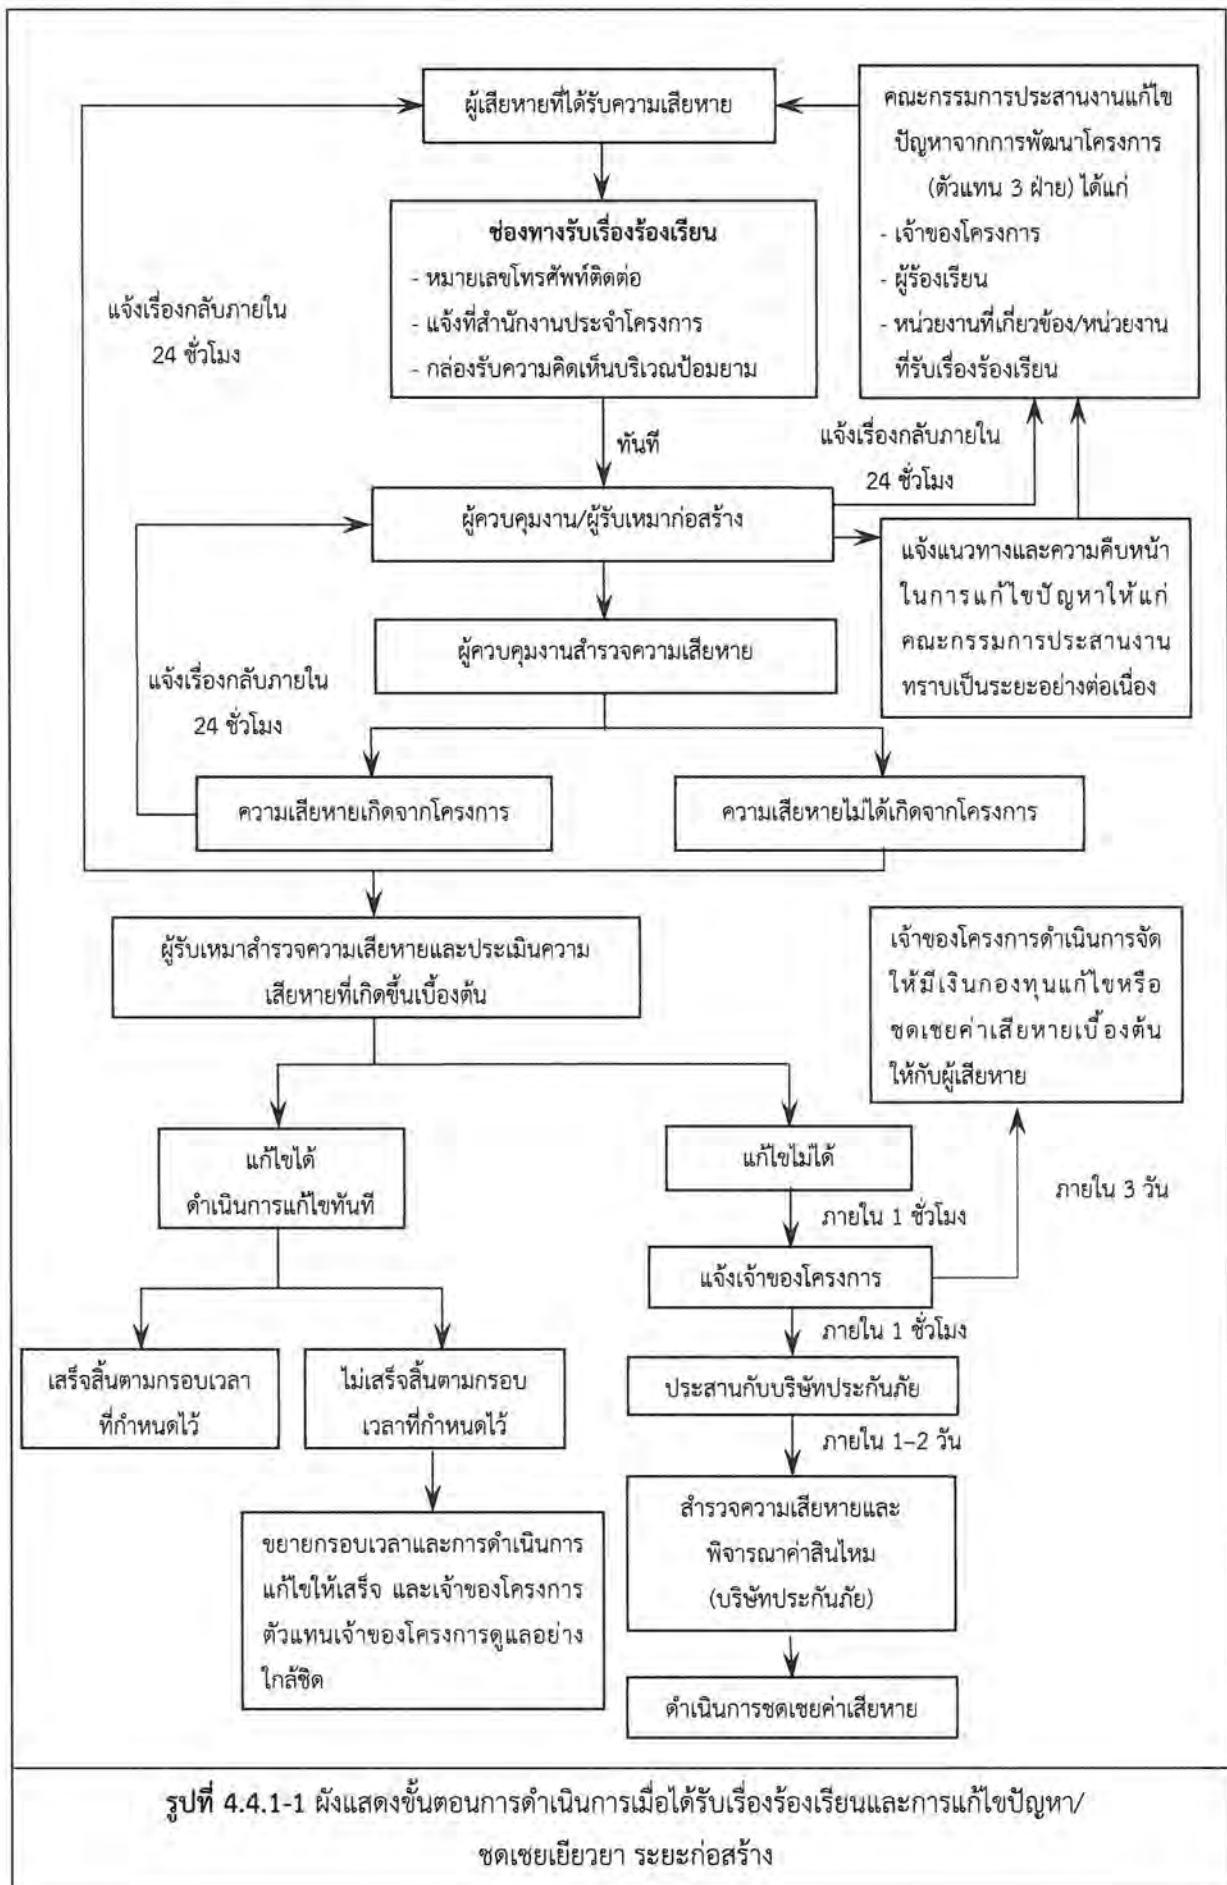 ผู้เสียหายที่ได้รับความเสียหาย
คณะกรรมการประสานงานแก้ไข
ปัญหาจากการพัฒนาโครงการ
(ตัวแทน 3 ฝ่าย) ได้แก่
- เจ้าของโครงการ
- ผู้ร้องเรียน
- หน่วยงานที่เกี่ยวข้อง/หน่วยงาน
ที่รับเรื่องร้องเรียน
ช่องทางรับเรื่องร้องเรียน
- หมายเลขโทรศัพท์ติดต่อ
- แจ้งที่สำนักงานประจำโครงการ
- กล่องรับความคิดเห็นบริเวณป้อมยาม
แจ้งเรื่องกลับภายใน
24 ชั่วโมง
ทันที
แจ้งเรื่องกลับภายใน
24 ชั่วโมง
ผู้ควบคุมงาน/ผู้รับเหมาก่อสร้าง
แจ้งแนวทางและความคืบหน้า
ในการแก้ไขปัญหาให้แก่
คณะกรรมการประสานงาน
ทราบเป็นระยะอย่างต่อเนื่อง
ผู้ควบคุมงานสำรวจความเสียหาย
แจ้งเรื่องกลับภายใน
24 ชั่วโมง
ความเสียหายเกิดจากโครงการ
ความเสียหายไม่ได้เกิดจากโครงการ
ผู้รับเหมาสำรวจความเสียหายและประเมินความ
เสียหายที่เกิดขึ้นเบื้องต้น
เจ้าของโครงการดำเนินการจัด
ให้มีเงินกองทุนแก้ไขหรือ
ชดเชยค่าเสียหายเบื้องต้น
ให้กับผู้เสียหาย
แก้ไขได้
ดำเนินการแก้ไขทันที
แก้ไขไม่ได้
ภายใน 3 วัน
ภายใน 1 ชั่วโมง
แจ้งเจ้าของโครงการ
ภายใน 1 ชั่วโมง
เสร็จสิ้นตามกรอบเวลา
ที่กำหนดไว้
ไม่เสร็จสิ้นตามกรอบ
เวลาที่กำหนดไว้
ประสานกับบริษัทประกันภัย
ภายใน 1–2 วัน
ขยายกรอบเวลาและการดำเนินการ
แก้ไขให้เสร็จ และเจ้าของโครงการ
ตัวแทนเจ้าของโครงการดูแลอย่าง
ใกล้ชิด
สำรวจความเสียหายและ
พิจารณาค่าสินไหม
(บริษัทประกันภัย)
ดำเนินการชดเชยค่าเสียหาย
รูปที่ 4.4.1-1 ผังแสดงขั้นตอนการดำเนินการเมื่อได้รับเรื่องร้องเรียนและการแก้ไขปัญหา/
ชดเชยเยียวยา ระยะก่อสร้าง